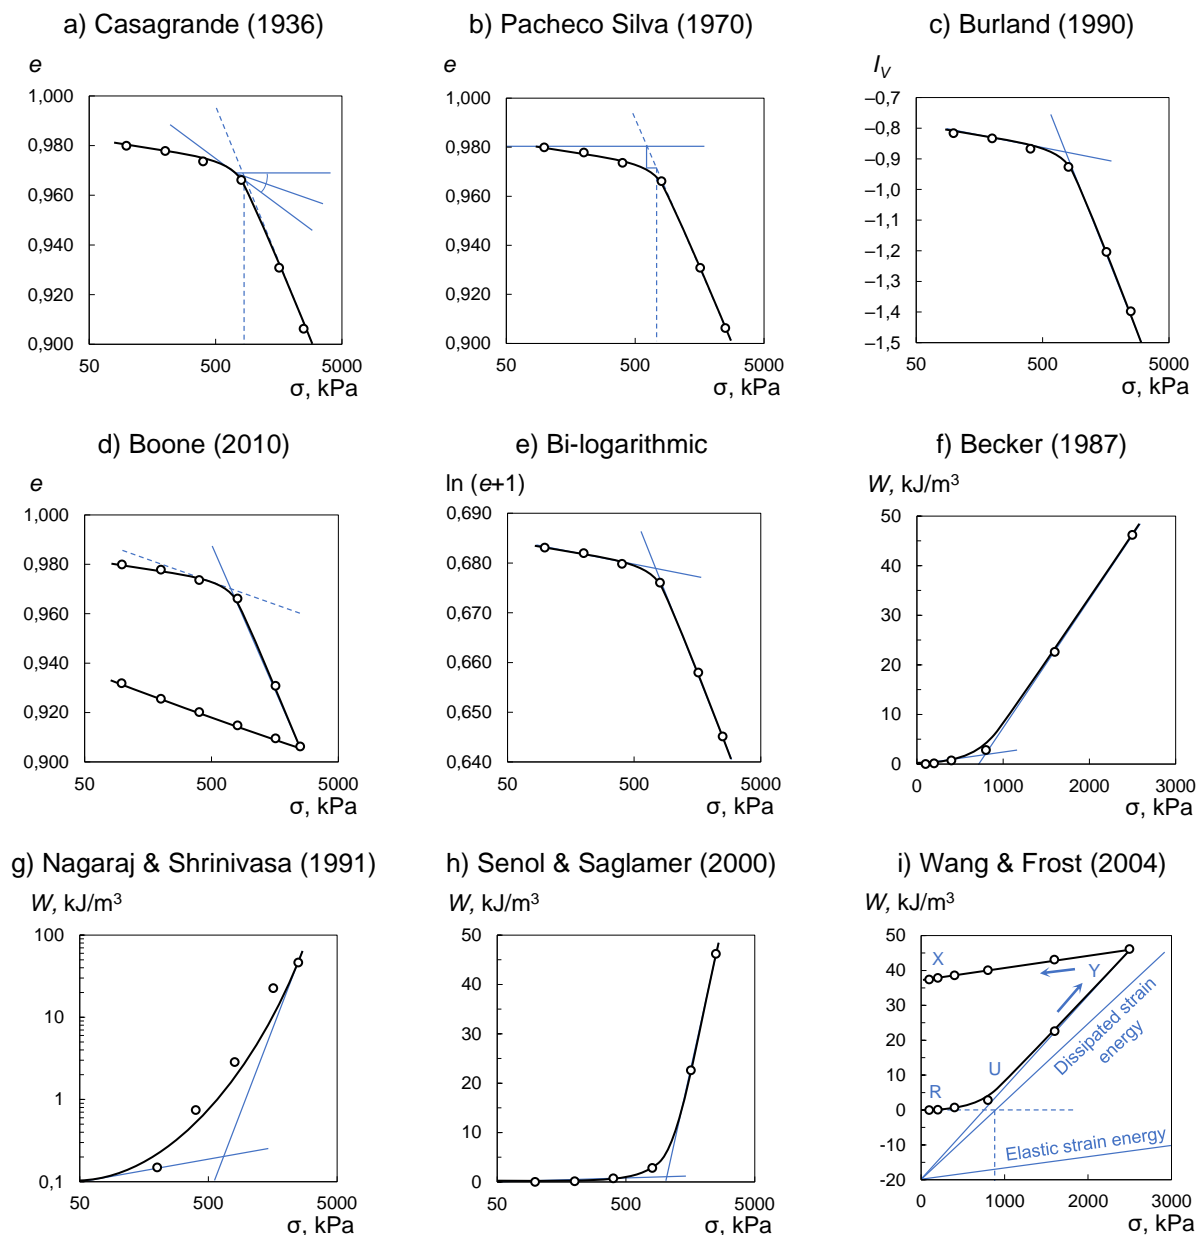 a) Casagrande (1936)
e
1,000
0,980
0,960
0,940
0,920
0,900
50
500
5000
σ, kPa
b) Pacheco Silva (1970)
e
1,000
0,980
0,960
0,940
0,920
0,900
50
500
5000
σ, kPa
c) Burland (1990)
I_V
–0,7
–0,8
–0,9
–1,0
–1,1
–1,2
–1,3
–1,4
–1,5
50
500
5000
σ, kPa
d) Boone (2010)
e
1,000
0,980
0,960
0,940
0,920
0,900
50
500
5000
σ, kPa
e) Bi-logarithmic
ln (e+1)
0,690
0,680
0,670
0,660
0,650
0,640
50
500
5000
σ, kPa
f) Becker (1987)
W, kJ/m³
50
40
30
20
10
0
0
1000
2000
3000
σ, kPa
g) Nagaraj & Shrinivasa (1991)
W, kJ/m³
100
10
1
0,1
50
500
5000
σ, kPa
h) Senol & Saglamer (2000)
W, kJ/m³
50
40
30
20
10
0
50
500
5000
σ, kPa
i) Wang & Frost (2004)
W, kJ/m³
50
40
30
20
10
0
-10
-20
X
Y
U
R
Dissipated strain
energy
Elastic strain energy
0
1000
2000
3000
σ, kPa